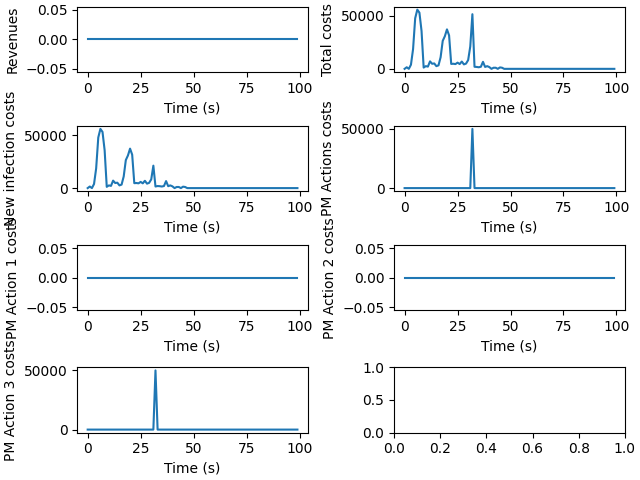 0.05
0.00
−0.05
Revenues
0 25 50 75 100
Time (s)
50000
0
Total costs
0 25 50 75 100
Time (s)
50000
0
New infection costs
0 25 50 75 100
Time (s)
50000
0
PM Actions costs
0 25 50 75 100
Time (s)
0.05
0.00
−0.05
PM Action 1 costs
0 25 50 75 100
Time (s)
0.05
0.00
−0.05
PM Action 2 costs
0 25 50 75 100
Time (s)
50000
0
PM Action 3 costs
0 25 50 75 100
Time (s)
1.0
0.5
0.0
0.0 0.2 0.4 0.6 0.8 1.0